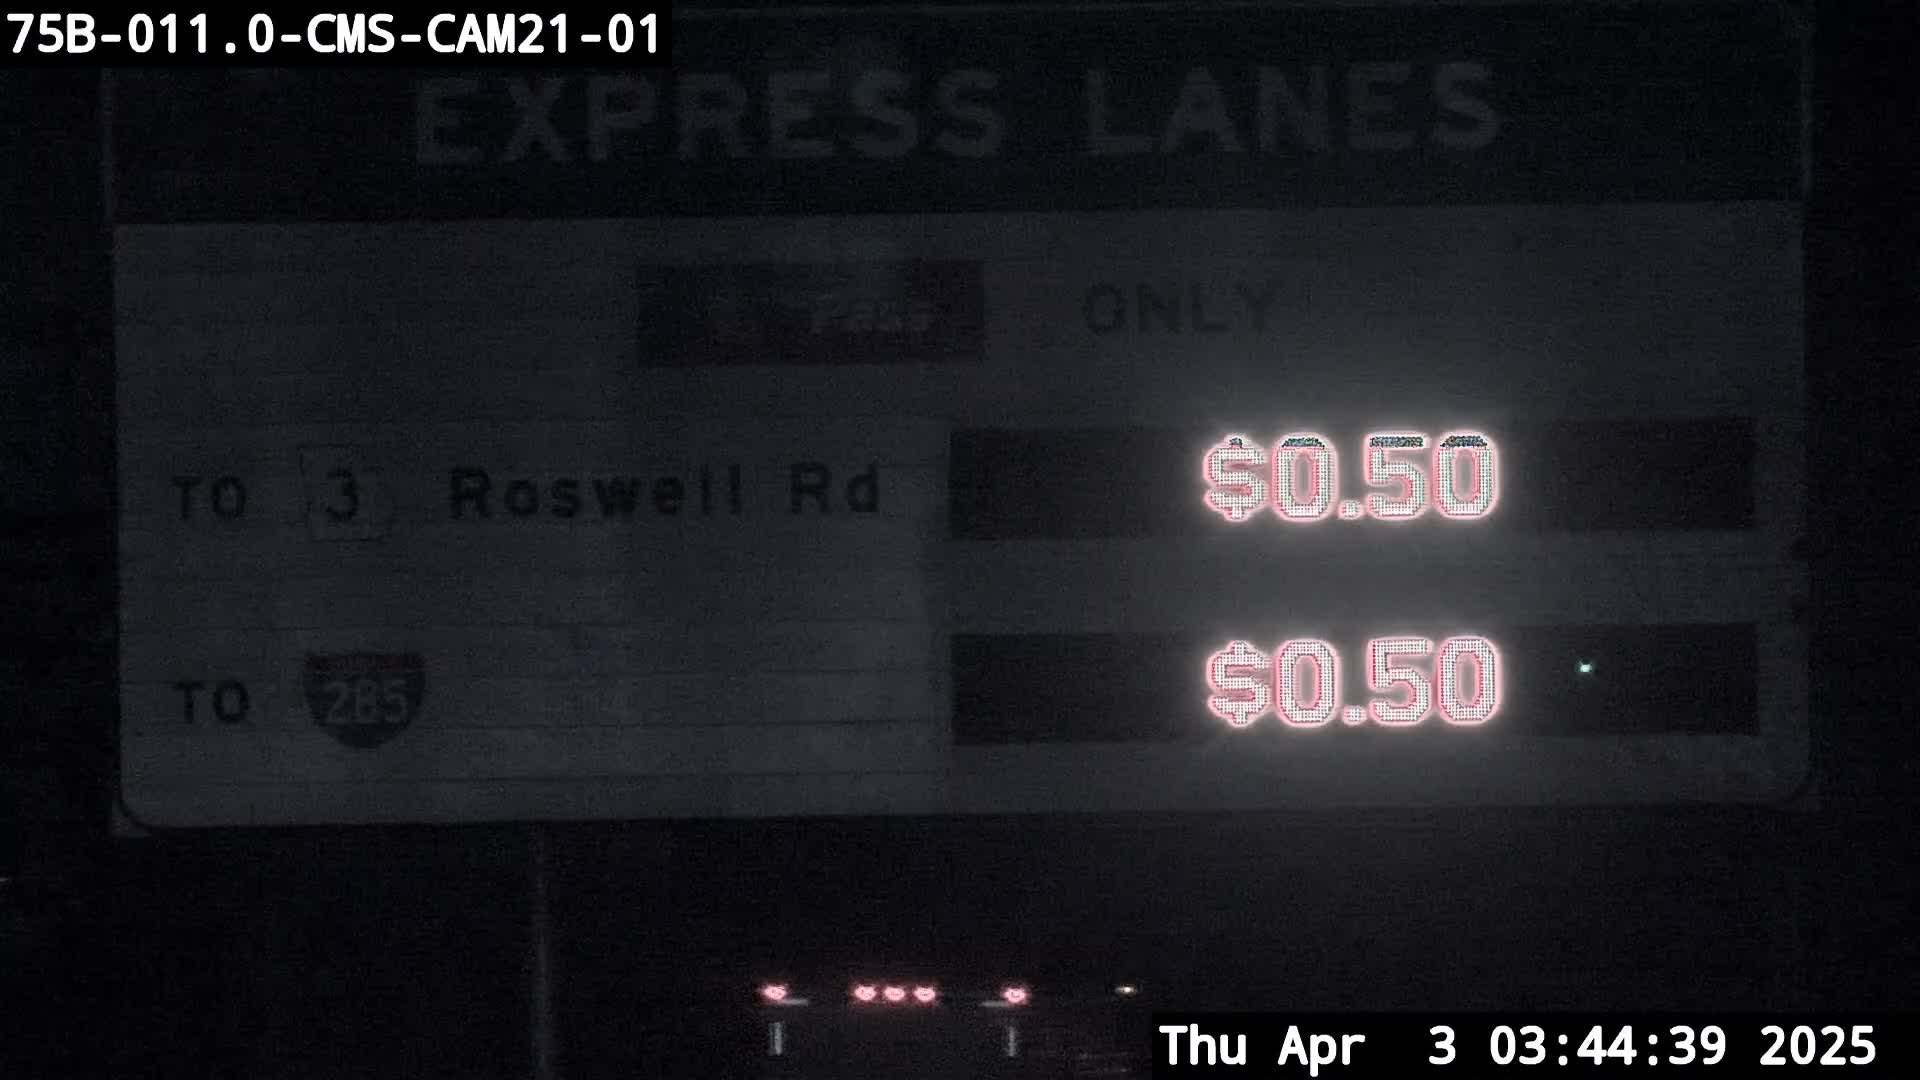 75B-011.0-CMS-CAM21-01
EXPRESS LANES
ONLY
TO 3 Roswell Rd $0.50
TO 285 $0.50
Thu Apr 3 03:44:39 2025